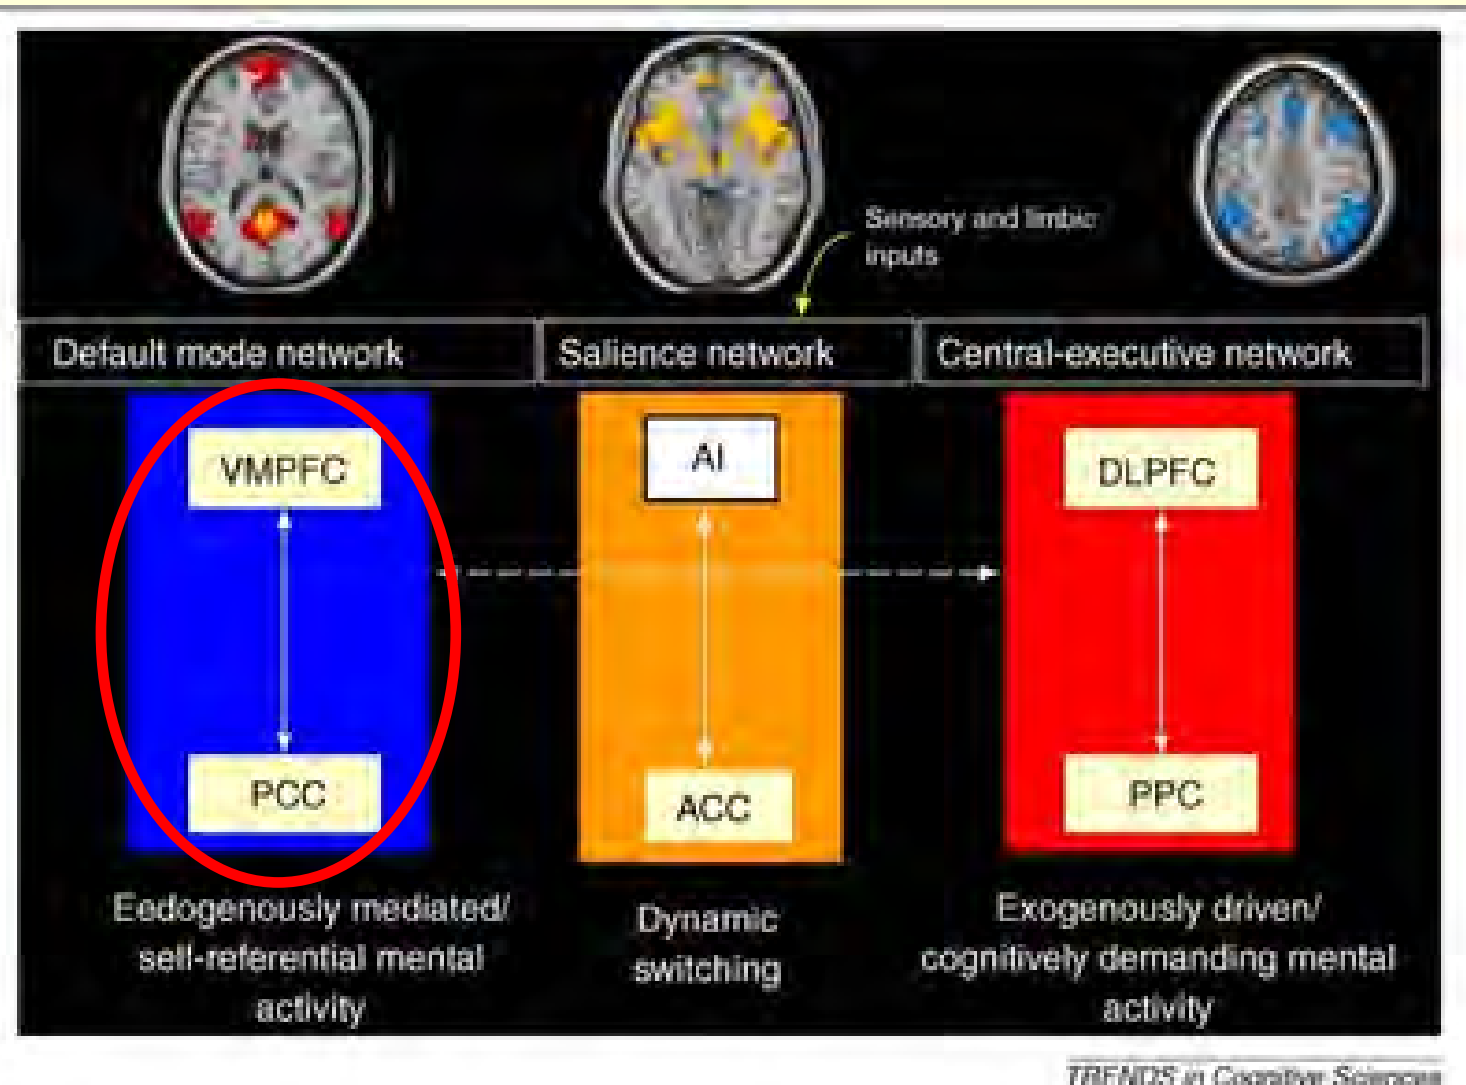 Sensory and limbic
inputs
Default mode network
Salience network
Central-executive network
VMPFC
AI
DLPFC
PCC
ACC
PPC
Eedogenously mediated/
self-referential mental
activity
Dynamic
switching
Exogenously driven/
cognitively demanding mental
activity
TRENDS in Cognitive Sciences